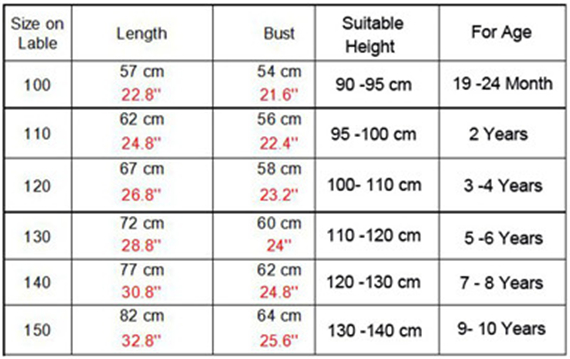 Size on Lable Length Bust Suitable Height For Age
100 57 cm 22.8" 54 cm 21.6" 90 -95 cm 19 -24 Month
110 62 cm 24.8" 56 cm 22.4" 95 -100 cm 2 Years
120 67 cm 26.8" 58 cm 23.2" 100- 110 cm 3 -4 Years
130 72 cm 28.8" 60 cm 24" 110 -120 cm 5 -6 Years
140 77 cm 30.8" 62 cm 24.8" 120 -130 cm 7 - 8 Years
150 82 cm 32.8" 64 cm 25.6" 130 -140 cm 9- 10 Years